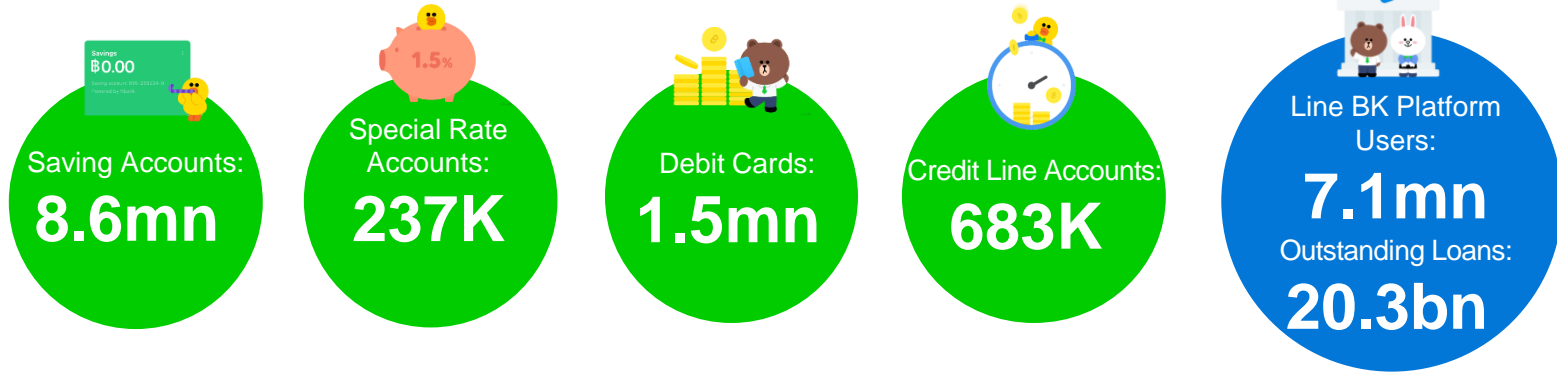 Savings
฿0.00
1.5%
Saving Accounts:
8.6mn
Special Rate
Accounts:
237K
Debit Cards:
1.5mn
Credit Line Accounts:
683K
Line BK Platform
Users:
7.1mn
Outstanding Loans:
20.3bn